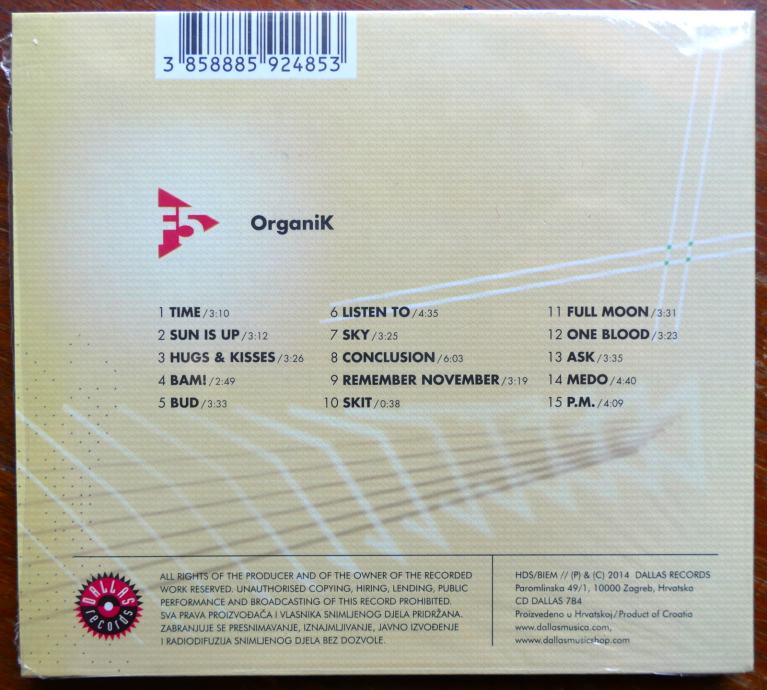 3 858885 924853
F5
OrganiK
1 TIME/3:10
2 SUN IS UP/3:12
3 HUGS & KISSES/3:26
4 BAM!/2:49
5 BUD/3:33
6 LISTEN TO/4:35
7 SKY/3:25
8 CONCLUSION/6:03
9 REMEMBER NOVEMBER/3:19
10 SKIT/0:38
11 FULL MOON/3:31
12 ONE BLOOD/3:23
13 ASK/3:35
14 MEDO/4:40
15 P.M./4:09
DALLAS
records
ALL RIGHTS OF THE PRODUCER AND OF THE OWNER OF THE RECORDED
WORK RESERVED. UNAUTHORISED COPYING, HIRING, LENDING, PUBLIC
PERFORMANCE AND BROADCASTING OF THIS RECORD PROHIBITED.
SVA PRAVA PROIZVOĐAČA I VLASNIKA SNIMLJENOG DJELA PRIDRŽANA.
ZABRANJUJE SE PRESNIMAVANJE, IZNAJMLJIVANJE, JAVNO IZVOĐENJE
I RADIODIFUZIJA SNIMLJENOG DJELA BEZ DOZVOLE.
HDS/BIEM // (P) & (C) 2014 DALLAS RECORDS
Paromlinska 49/1, 10000 Zagreb, Hrvatska
CD DALLAS 784
Proizvedeno u Hrvatskoj/Product of Croatia
www.dallasmusica.com,
www.dallasmusicshop.com